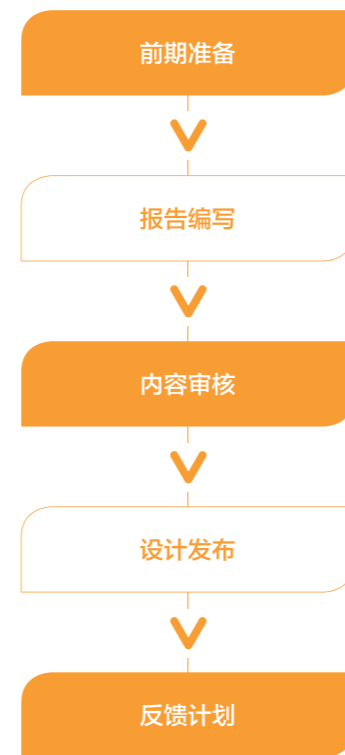 前期准备
报告编写
内容审核
设计发布
反馈计划